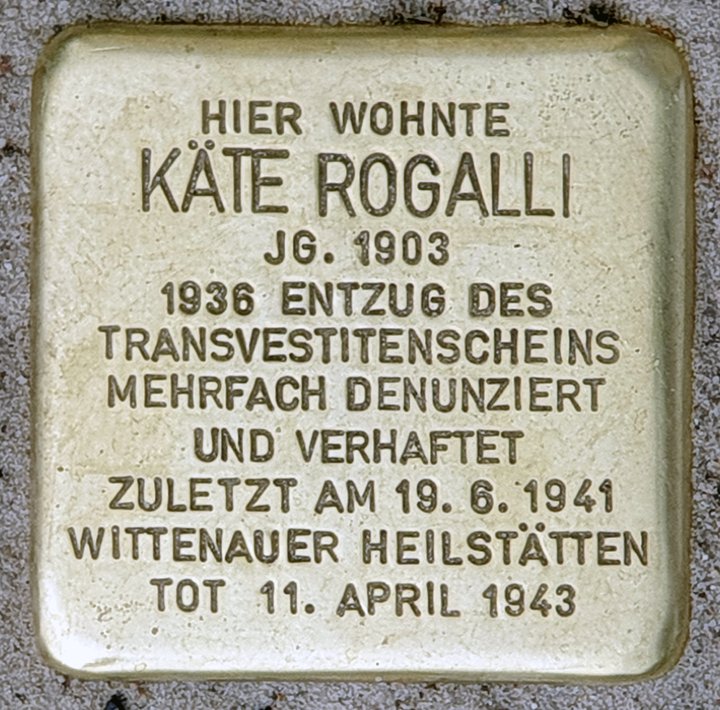 HIER WOHNTE
KÄTE ROGALLI
JG. 1903
1936 ENTZUG DES
TRANSVESTITENSCHEINS
MEHRFACH DENUNZIERT
UND VERHAFTET
ZULETZT AM 19. 6. 1941
WITTENAUER HEILSTÄTTEN
TOT 11. APRIL 1943